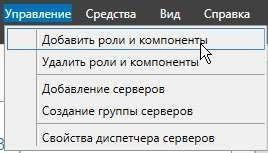 Управление Средства Вид Справка
Добавить роли и компоненты
Удалить роли и компоненты
Добавление серверов
Создание группы серверов
Свойства диспетчера серверов